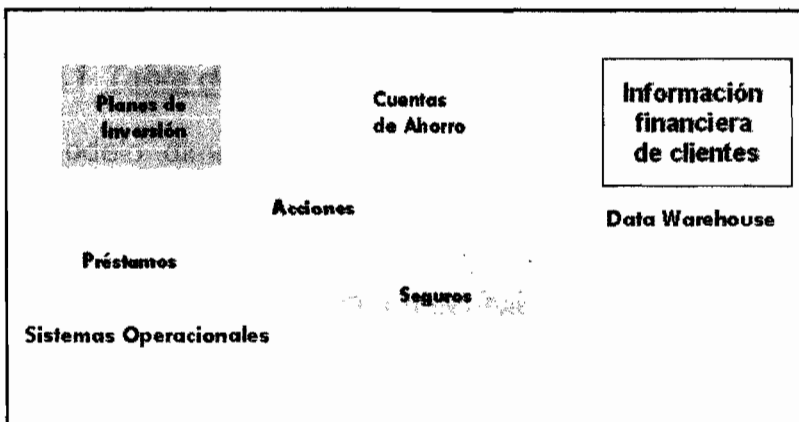 Planes de
Inversión
Cuentas
de Ahorro
Información
financiera
de clientes
Acciones
Data Warehouse
Préstamos
Seguros
Sistemas Operacionales